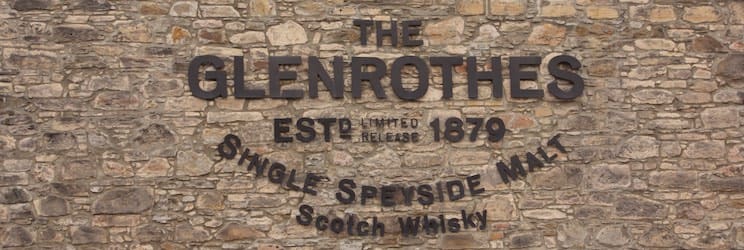 THE
GLENROTHES
ESTD LIMITED RELEASE 1879
SINGLE SPEYSIDE MALT
Scotch Whisky